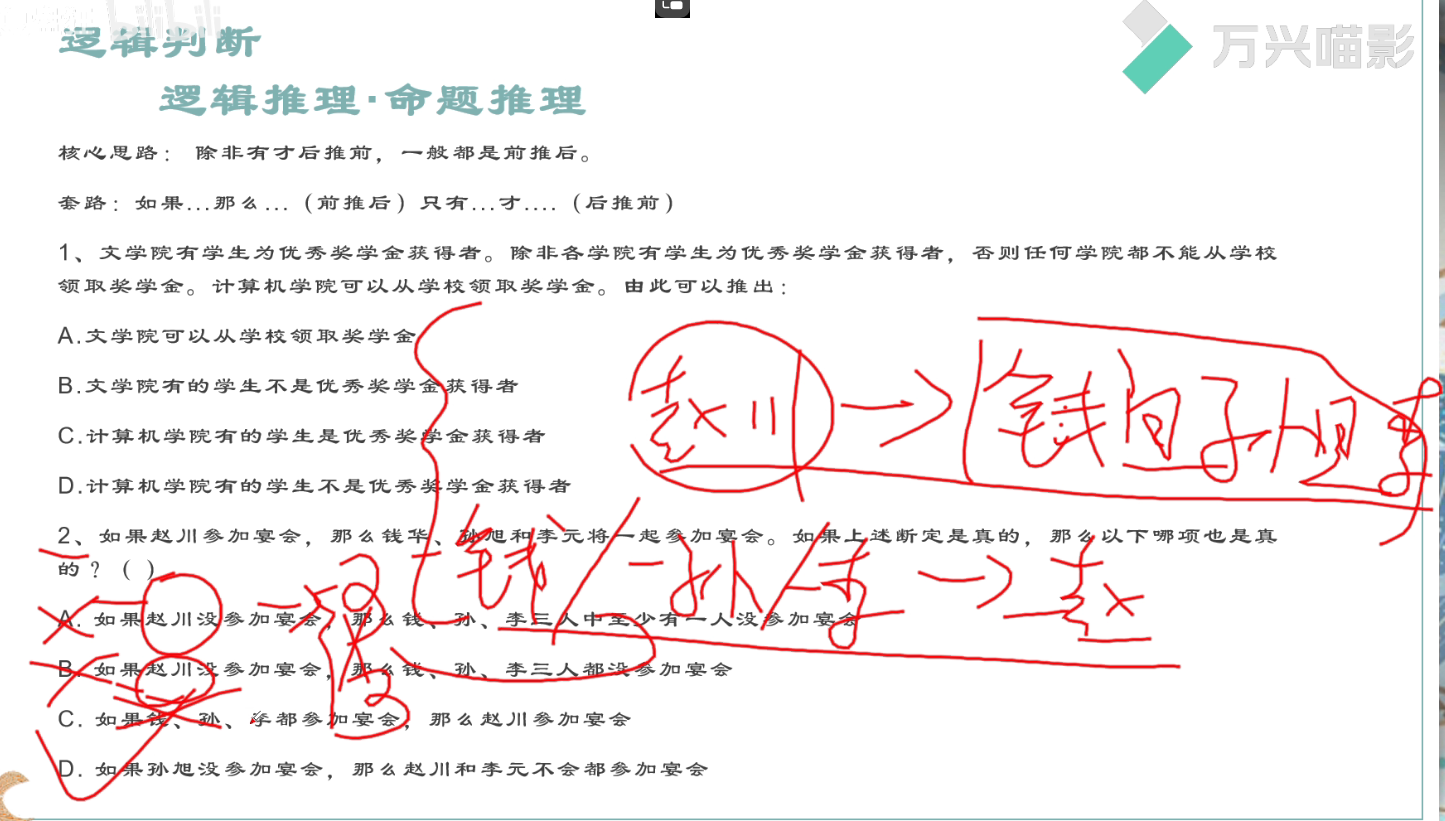 bilibili
万兴喵影
逻辑判断
逻辑推理·命题推理
核心思路： 除非有才后推前，一般都是前推后。
套路：如果...那么...（前推后）只有...才....（后推前）
1、文学院有学生为优秀奖学金获得者。除非各学院有学生为优秀奖学金获得者，否则任何学院都不能从学校
领取奖学金。计算机学院可以从学校领取奖学金。由此可以推出：
A.文学院可以从学校领取奖学金
B.文学院有的学生不是优秀奖学金获得者
C.计算机学院有的学生是优秀奖学金获得者
D.计算机学院有的学生不是优秀奖学金获得者
赵川→钱且孙且李
2、如果赵川参加宴会，那么钱华、孙旭和李元将一起参加宴会。如果上述断定是真的，那么以下哪项也是真
的？（ ）
钱/一孙/李→赵
A. 如果赵川没参加宴会，那么钱、孙、李三人中至少有一人没参加宴会
B. 如果赵川没参加宴会，那么钱、孙、李三人都没参加宴会
C. 如果钱、孙、李都参加宴会，那么赵川参加宴会
D. 如果孙旭没参加宴会，那么赵川和李元不会都参加宴会